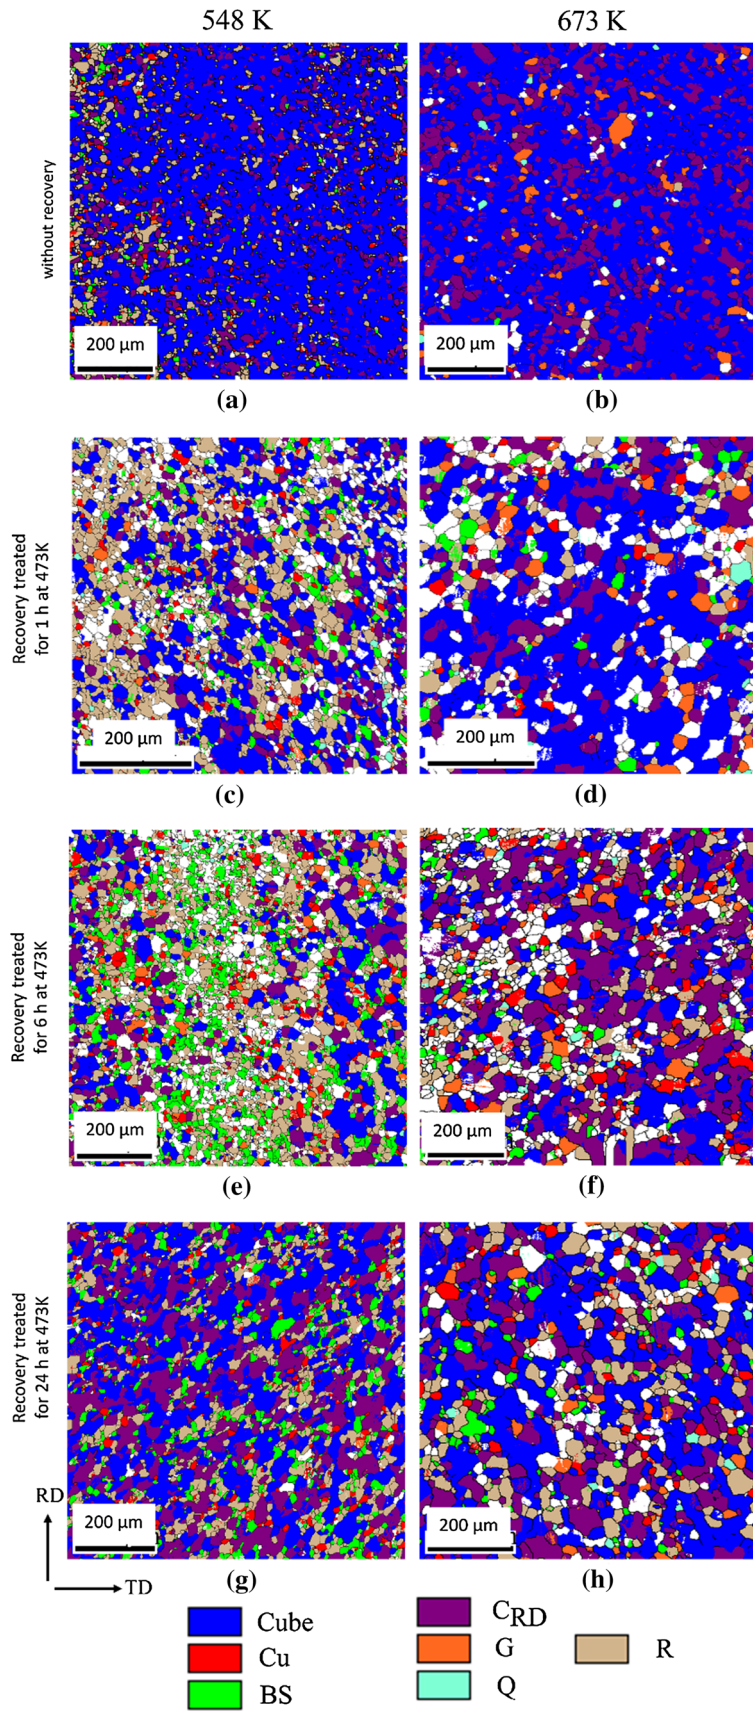 548 K 673 K
without recovery
200 μm 200 μm
(a) (b)
Recovery treated
for 1 h at 473K
200 μm 200 μm
(c) (d)
Recovery treated
for 6 h at 473K
200 μm 200 μm
(e) (f)
Recovery treated
for 24 h at 473K
RD
200 μm 200 μm
TD (g) (h)
Cube CRD
Cu G R
BS Q